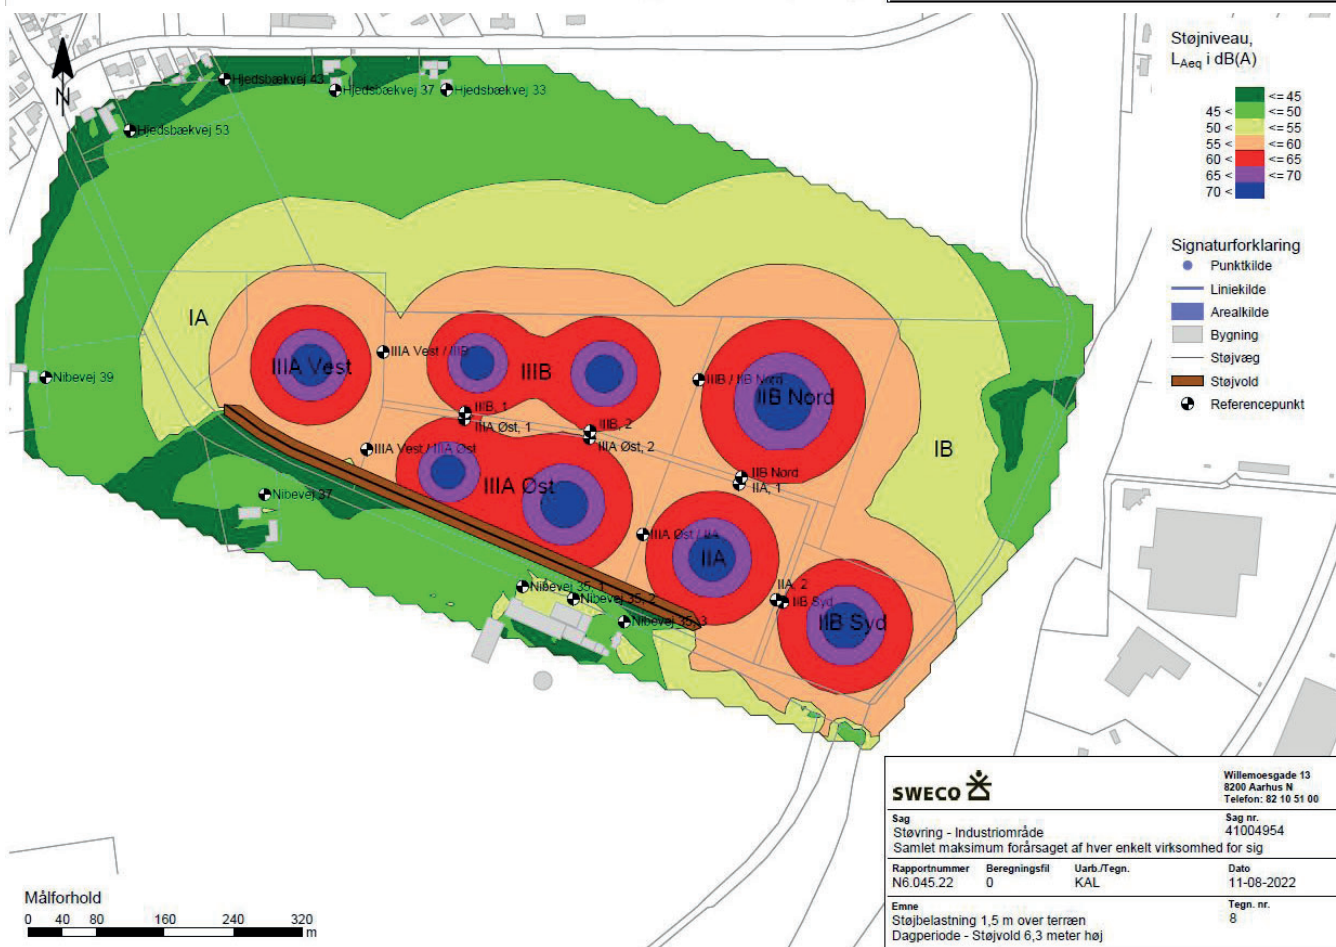 Støjniveau,
LAeq i dB(A)
<= 45
45 < <= 50
50 < <= 55
55 < <= 60
60 < <= 65
65 < <= 70
70 <
Signaturforklaring
Punktkilde
Liniekilde
Arealkilde
Bygning
Støjvæg
Støjvold
Referencepunkt
N
Hjedsbækvej 43
Hjedsbækvej 37
Hjedsbækvej 33
Hjedsbækvej 53
IA
IIIA Vest
IIIA Vest / IIIB
IIIB
IIIB / IIB Nord
IIB Nord
Nibevej 39
IIIB, 1
IIIA Øst, 1
IIIB, 2
IIIA Øst, 2
IIIA Vest / IIIA Øst
IB
IIB Nord
IIA, 1
IIIA Øst
Nibevej 37
IIIA Øst / IIA
IIA
Nibevej 35, 1
Nibevej 35, 2
Nibevej 35, 3
IIA, 2
IIB Syd
IIB Syd
SWECO
Willemoesgade 13
8200 Aarhus N
Telefon: 82 10 51 00
Sag
Støvring - Industriområde
Samlet maksimum forårsaget af hver enkelt virksomhed for sig
Sag nr.
41004954
Rapportnummer Beregningsfil Uarb./Tegn. Dato
N6.045.22 0 KAL 11-08-2022
Emne
Støjbelastning 1,5 m over terræn
Dagperiode - Støjvold 6,3 meter høj
Tegn. nr.
8
Målforhold
0 40 80 160 240 320
m